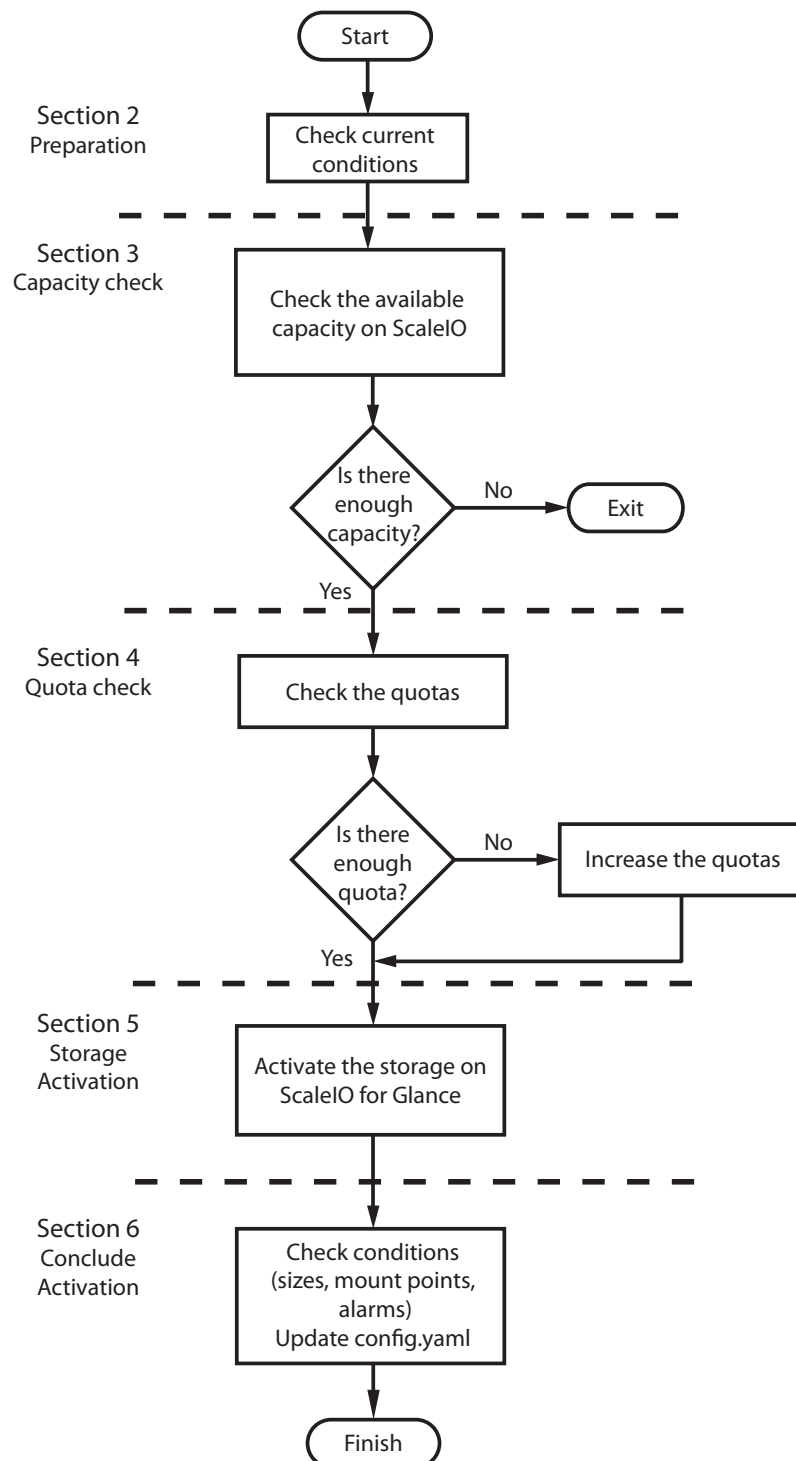 Start
Section 2
Preparation
Check current
conditions
Section 3
Capacity check
Check the available
capacity on ScaleIO
Is there
enough
capacity?
No
Exit
Yes
Section 4
Quota check
Check the quotas
Is there
enough
quota?
No
Increase the quotas
Yes
Section 5
Storage
Activation
Activate the storage on
ScaleIO for Glance
Section 6
Conclude
Activation
Check conditions
(sizes, mount points,
alarms)
Update config.yaml
Finish